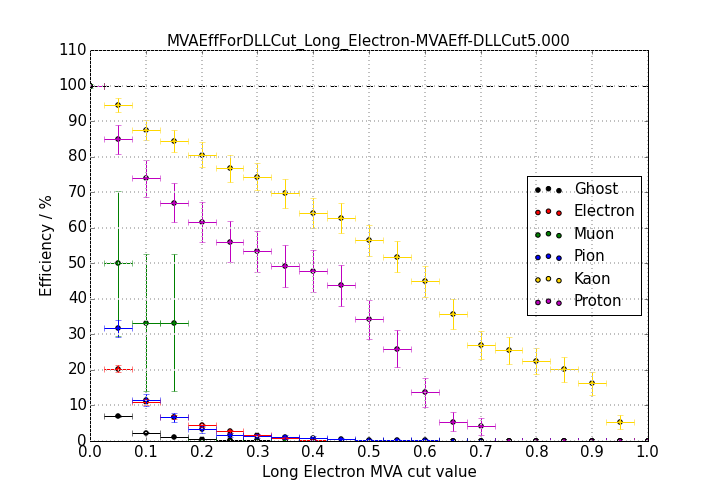 MVAEffForDLLCut_Long_Electron-MVAEff-DLLCut5.000
110
100
90
80
70
60
50
40
30
20
10
0
Efficiency / %
Ghost
Electron
Muon
Pion
Kaon
Proton
0.0 0.1 0.2 0.3 0.4 0.5 0.6 0.7 0.8 0.9 1.0
Long Electron MVA cut value